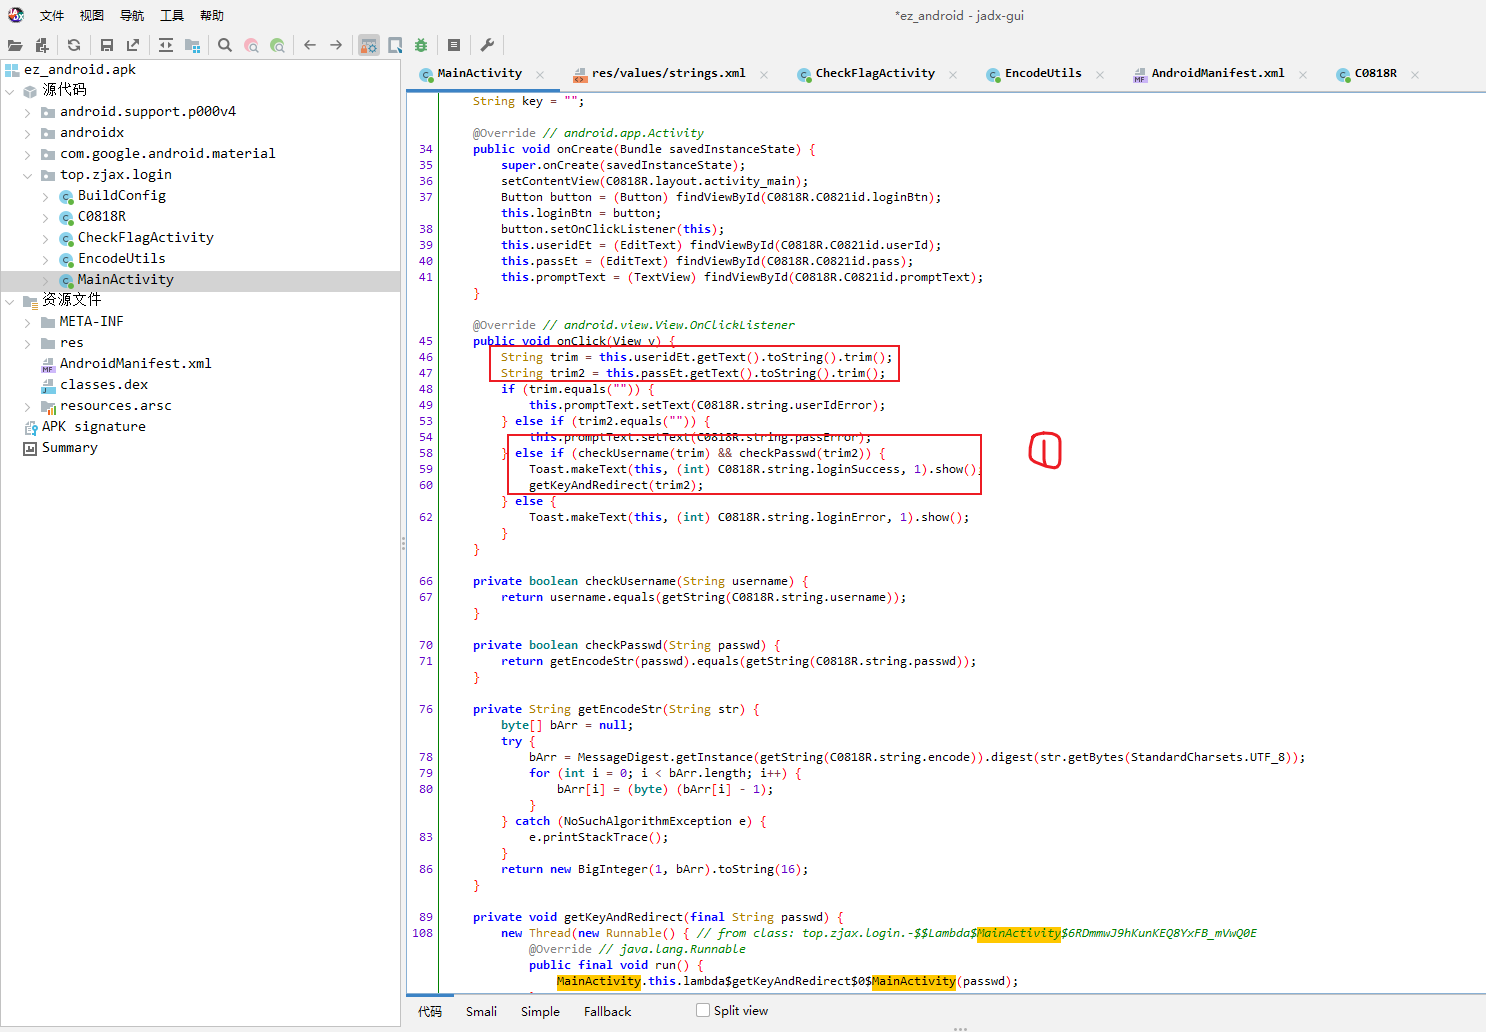 文件 视图 导航 工具 帮助
*ez_android - jadx-gui
ez_android.apk
源代码
android.support.p000v4
androidx
com.google.android.material
top.zjax.login
BuildConfig
C0818R
CheckFlagActivity
EncodeUtils
MainActivity
资源文件
META-INF
res
AndroidManifest.xml
classes.dex
resources.arsc
APK signature
Summary
MainActivity × res/values/strings.xml × CheckFlagActivity × EncodeUtils × AndroidManifest.xml × C0818R ×
String key = "";
@Override // android.app.Activity
34 public void onCreate(Bundle savedInstanceState) {
35 super.onCreate(savedInstanceState);
36 setContentView(C0818R.layout.activity_main);
37 Button button = (Button) findViewById(C0818R.C0821id.loginBtn);
this.loginBtn = button;
38 button.setOnClickListener(this);
39 this.useridEt = (EditText) findViewById(C0818R.C0821id.userId);
40 this.passEt = (EditText) findViewById(C0818R.C0821id.pass);
41 this.promptText = (TextView) findViewById(C0818R.C0821id.promptText);
}
@Override // android.view.View.OnClickListener
45 public void onClick(View v) {
46 String trim = this.useridEt.getText().toString().trim();
47 String trim2 = this.passEt.getText().toString().trim();
48 if (trim.equals("")) {
49 this.promptText.setText(C0818R.string.userIdError);
53 } else if (trim2.equals("")) {
54 this.promptText.setText(C0818R.string.passError);
58 } else if (checkUsername(trim) && checkPasswd(trim2)) {
59 Toast.makeText(this, (int) C0818R.string.loginSuccess, 1).show();
60 getKeyAndRedirect(trim2);
} else {
62 Toast.makeText(this, (int) C0818R.string.loginError, 1).show();
}
}
①
66 private boolean checkUsername(String username) {
67 return username.equals(getString(C0818R.string.username));
}
70 private boolean checkPasswd(String passwd) {
71 return getEncodeStr(passwd).equals(getString(C0818R.string.passwd));
}
76 private String getEncodeStr(String str) {
byte[] bArr = null;
try {
78 bArr = MessageDigest.getInstance(getString(C0818R.string.encode)).digest(str.getBytes(StandardCharsets.UTF_8));
79 for (int i = 0; i < bArr.length; i++) {
80 bArr[i] = (byte) (bArr[i] - 1);
}
} catch (NoSuchAlgorithmException e) {
83 e.printStackTrace();
}
86 return new BigInteger(1, bArr).toString(16);
}
89 private void getKeyAndRedirect(final String passwd) {
108 new Thread(new Runnable() { // from class: top.zjax.login.-$$Lambda$MainActivity$6RDmmwJ9hKunKEQ8YxFB_mVwQ0E
@Override // java.lang.Runnable
public final void run() {
MainActivity.this.lambda$getKeyAndRedirect$0$MainActivity(passwd);
代码 Smali Simple Fallback Split view